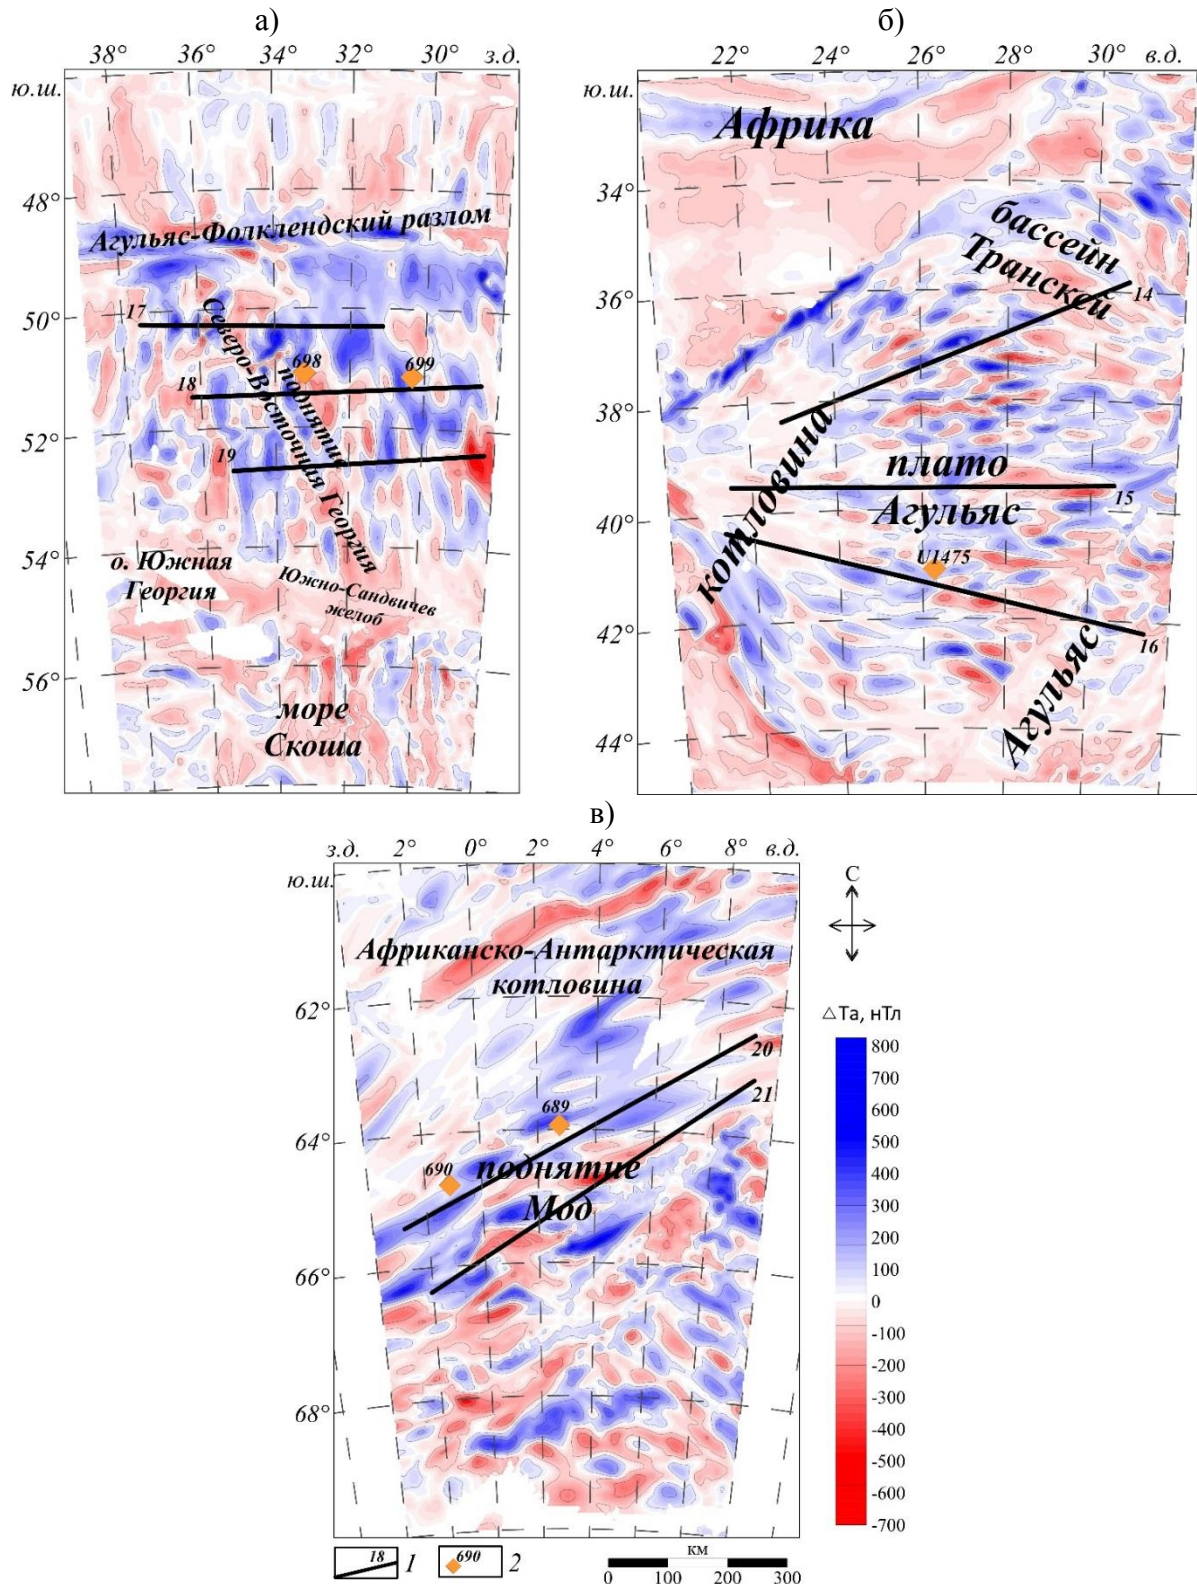 а)
38° 36° 34° 32° 30° з.д.
ю.ш.
48°
Агульяс-Фолклендский разлом
50°
17
Северо-Восточная Георгия
поднятие
698
699
18
52°
19
54°
о. Южная
Георгия
Южно-Сандвичев
желоб
56°
море
Скоша
б)
22° 24° 26° 28° 30° в.д.
ю.ш.
Африка
34°
бассейн
Транскей
36°
14
38°
котловина
плато
Агульяс
15
40°
U1475
42°
16
Агульяс
44°
в)
з.д. 2° 0° 2° 4° 6° 8° в.д.
ю.ш.
Африканско-Антарктическая
котловина
62°
20
21
689
64°
690
поднятие
Мод
66°
68°
С
△Ta, нТл
800
700
600
500
400
300
200
100
0
-100
-200
-300
-400
-500
-600
-700
18 1
690 2
км
0 100 200 300